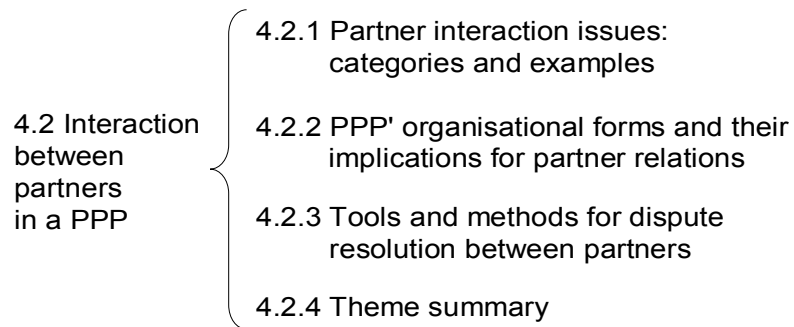 4.2 Interaction
between
partners
in a PPP
4.2.1 Partner interaction issues:
categories and examples
4.2.2 PPP' organisational forms and their
implications for partner relations
4.2.3 Tools and methods for dispute
resolution between partners
4.2.4 Theme summary